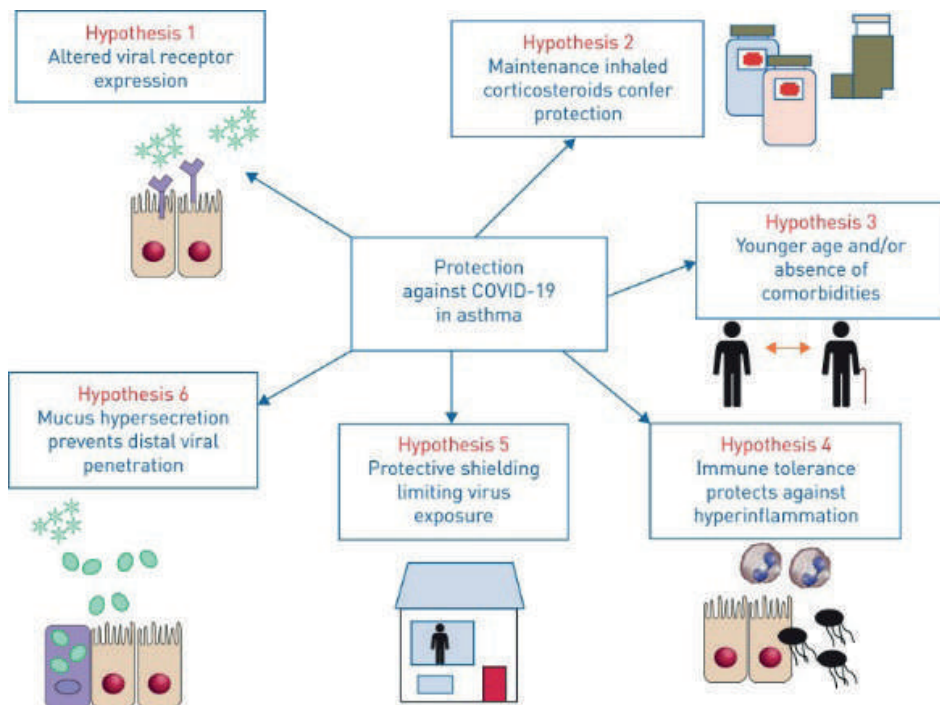 Hypothesis 1
Altered viral receptor
expression
Hypothesis 2
Maintenance inhaled
corticosteroids confer
protection
Hypothesis 3
Younger age and/or
absence of
comorbidities
Protection
against COVID-19
in asthma
Hypothesis 6
Mucus hypersecretion
prevents distal viral
penetration
Hypothesis 5
Protective shielding
limiting virus
exposure
Hypothesis 4
Immune tolerance
protects against
hyperinflammation